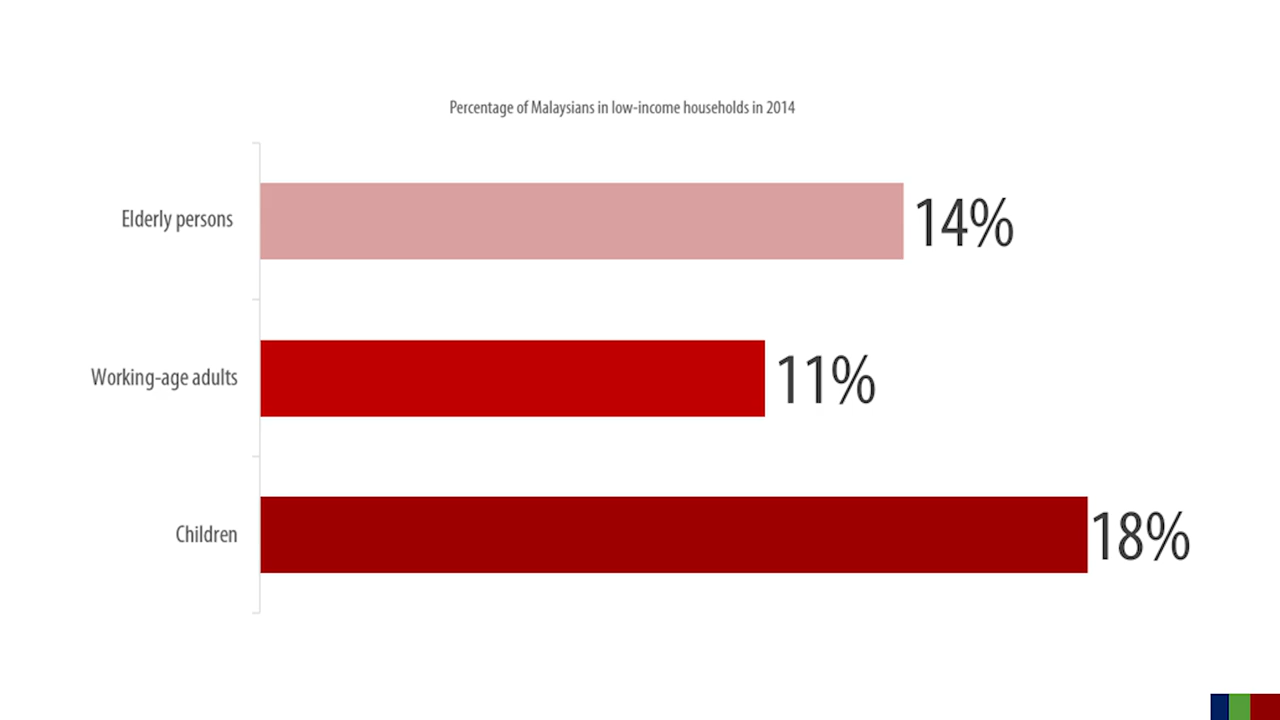 Percentage of Malaysians in low-income households in 2014
Elderly persons
14%
Working-age adults
11%
Children
18%